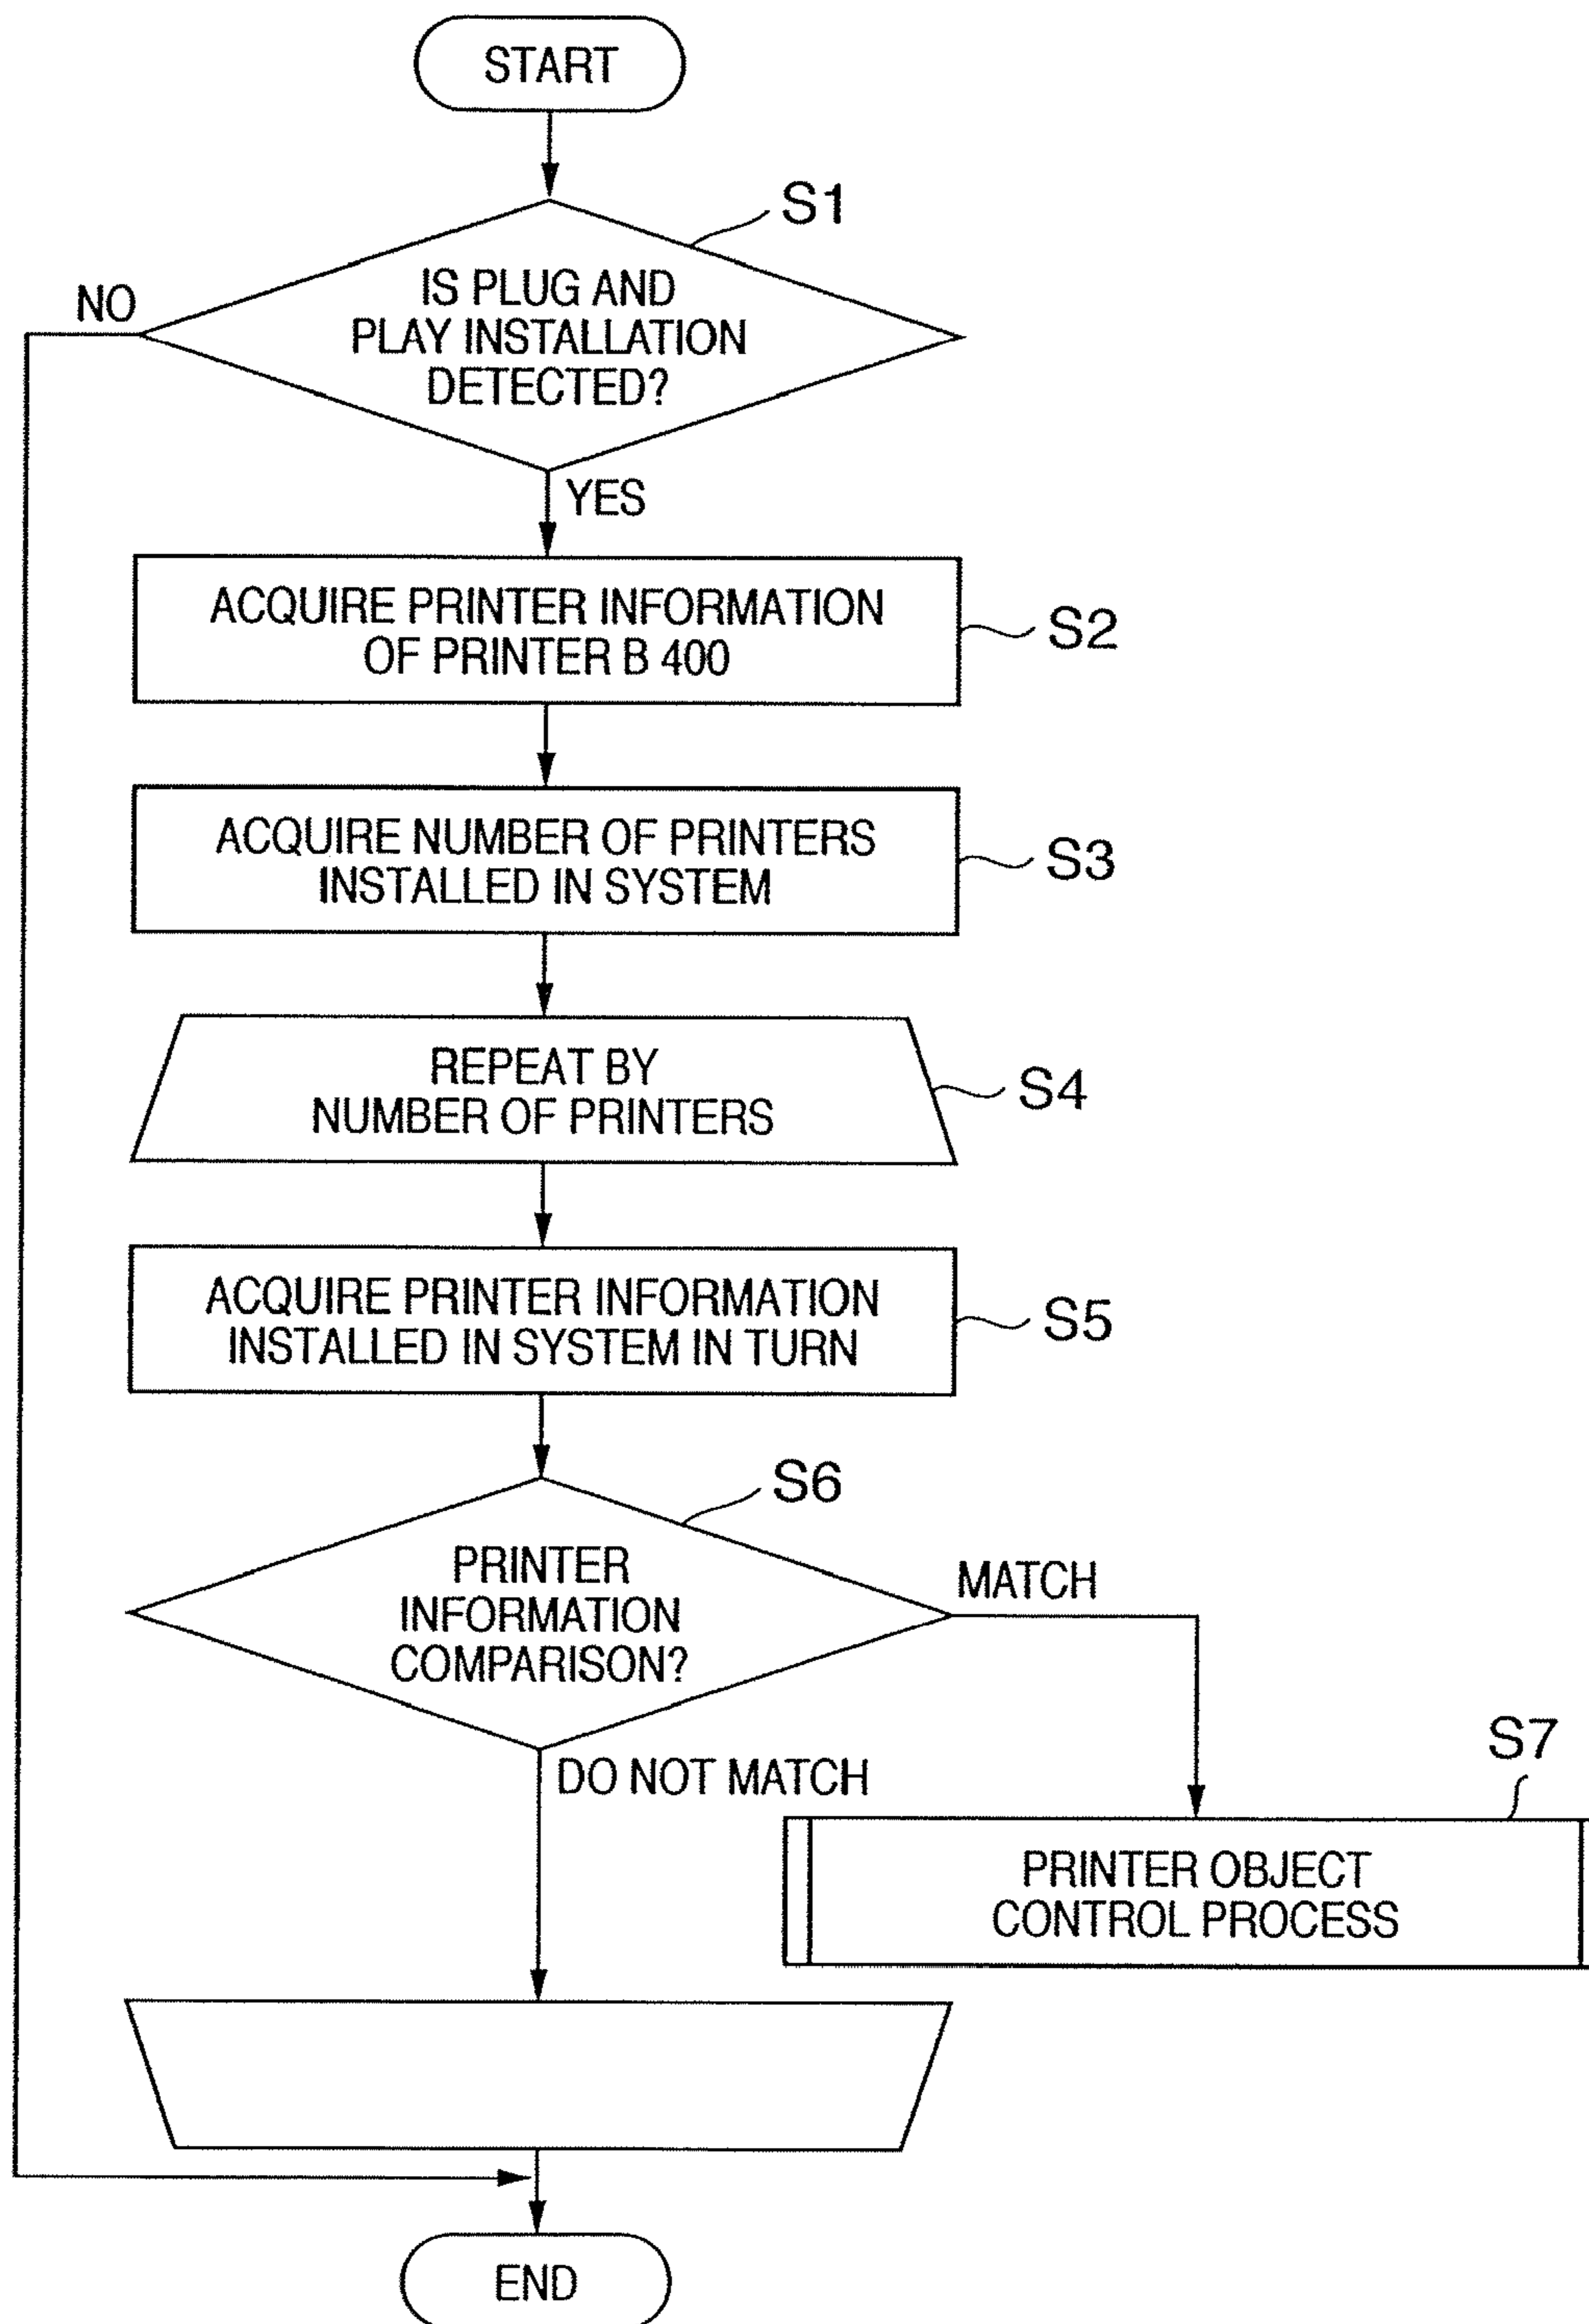 START
S1
NO
IS PLUG AND
PLAY INSTALLATION
DETECTED?
YES
ACQUIRE PRINTER INFORMATION
OF PRINTER B 400
S2
ACQUIRE NUMBER OF PRINTERS
INSTALLED IN SYSTEM
S3
REPEAT BY
NUMBER OF PRINTERS
S4
ACQUIRE PRINTER INFORMATION
INSTALLED IN SYSTEM IN TURN
S5
S6
PRINTER
INFORMATION
COMPARISON?
MATCH
DO NOT MATCH
S7
PRINTER OBJECT
CONTROL PROCESS
END